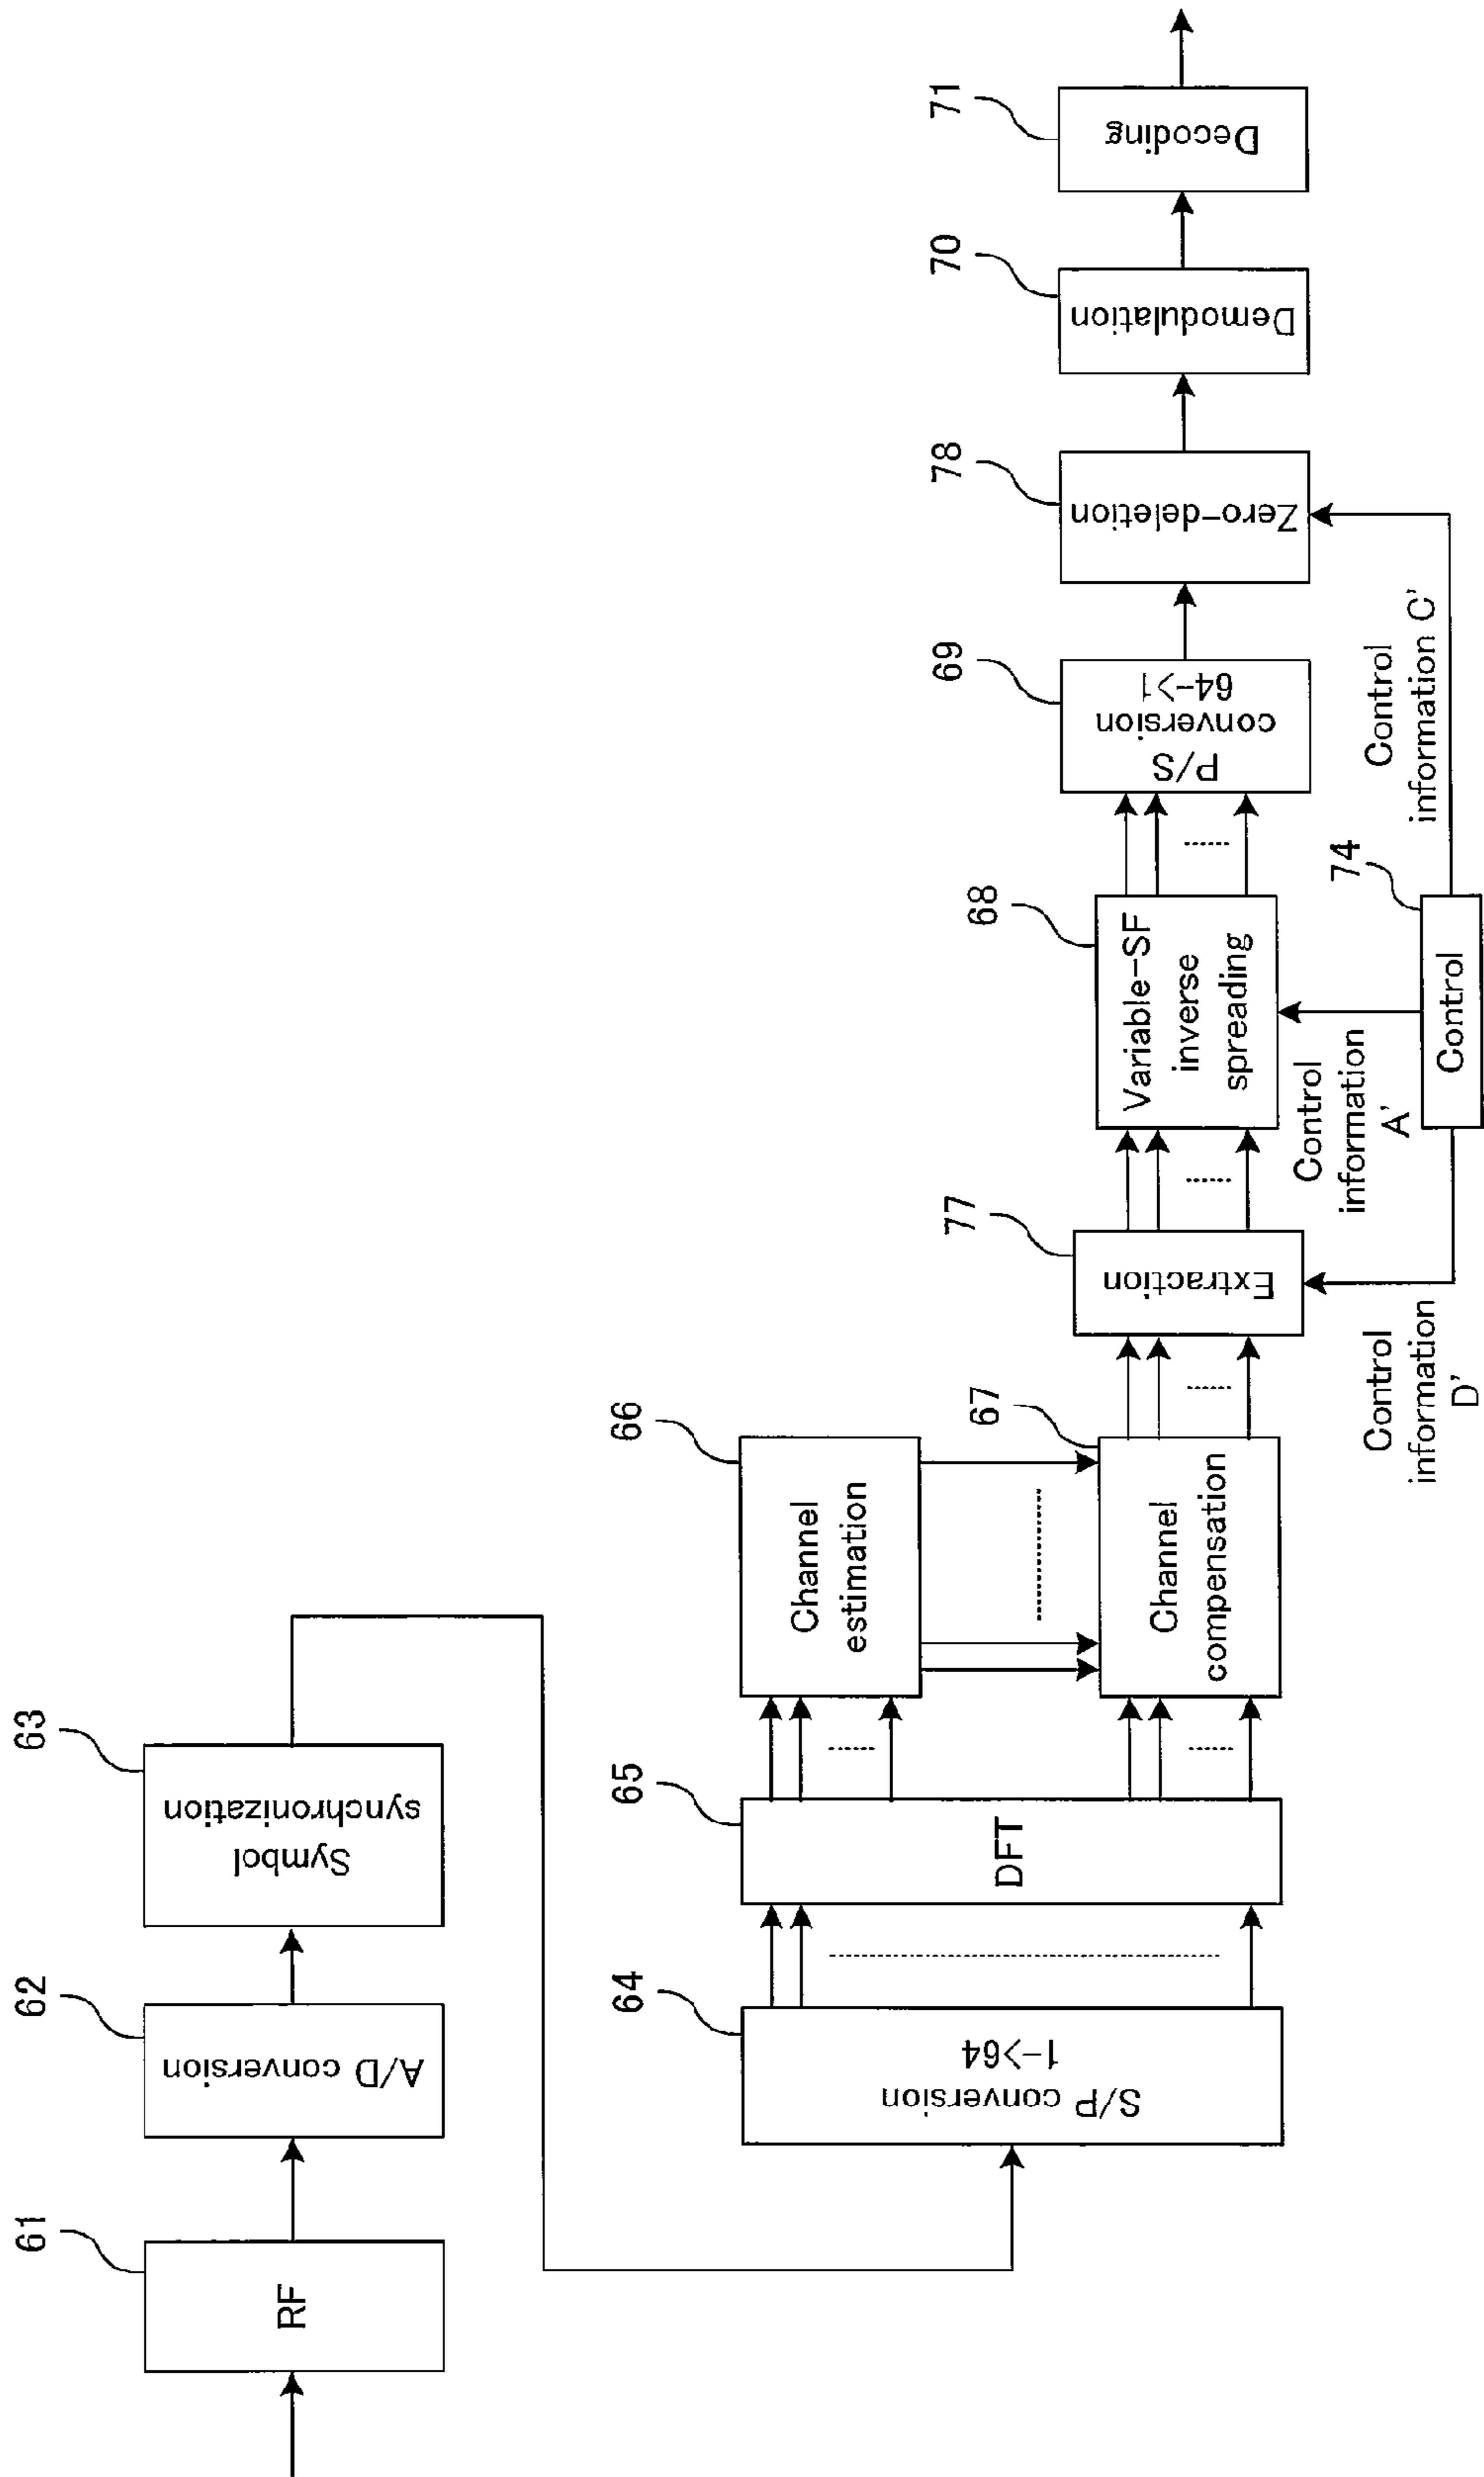 61
RF
62
A/D conversion
63
Symbol
synchronization
64
S/P conversion
1->64
65
DFT
66
Channel
estimation
67
Channel
compensation
77
Extraction
Control
information
D'
68
Variable-SF
inverse
spreading
Control
information
A'
74
Control
69
P/S
conversion
64->1
Control
information C'
78
Zero-deletion
70
Demodulation
71
Decoding